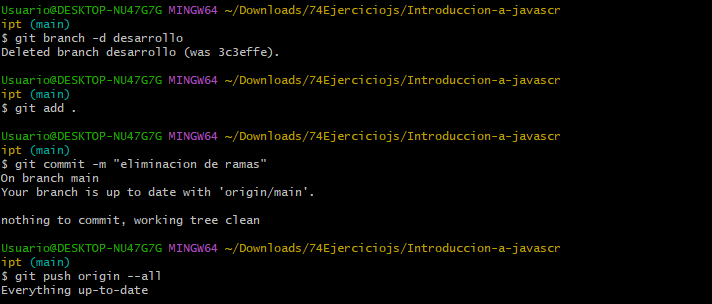 Usuario@DESKTOP-NU47G7G MINGW64 ~/Downloads/74Ejerciciojs/Introduccion-a-javascr
ipt (main)
$ git branch -d desarrollo
Deleted branch desarrollo (was 3c3effe).
Usuario@DESKTOP-NU47G7G MINGW64 ~/Downloads/74Ejerciciojs/Introduccion-a-javascr
ipt (main)
$ git add .
Usuario@DESKTOP-NU47G7G MINGW64 ~/Downloads/74Ejerciciojs/Introduccion-a-javascr
ipt (main)
$ git commit -m "eliminacion de ramas"
On branch main
Your branch is up to date with 'origin/main'.
nothing to commit, working tree clean
Usuario@DESKTOP-NU47G7G MINGW64 ~/Downloads/74Ejerciciojs/Introduccion-a-javascr
ipt (main)
$ git push origin --all
Everything up-to-date